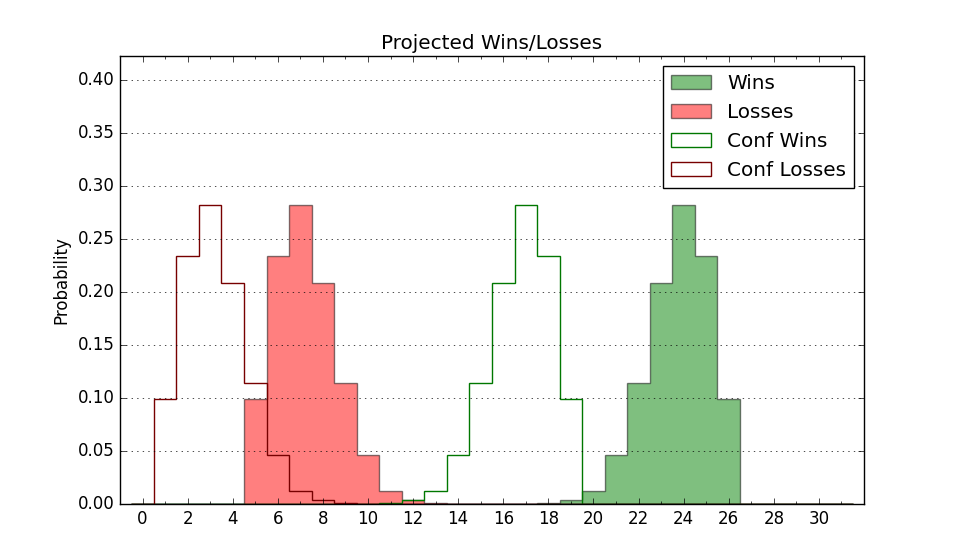 Projected Wins/Losses
0.40
0.35
0.30
0.25
0.20
0.15
0.10
0.05
0.00
Probability
Wins
Losses
Conf Wins
Conf Losses
0 2 4 6 8 10 12 14 16 18 20 22 24 26 28 30